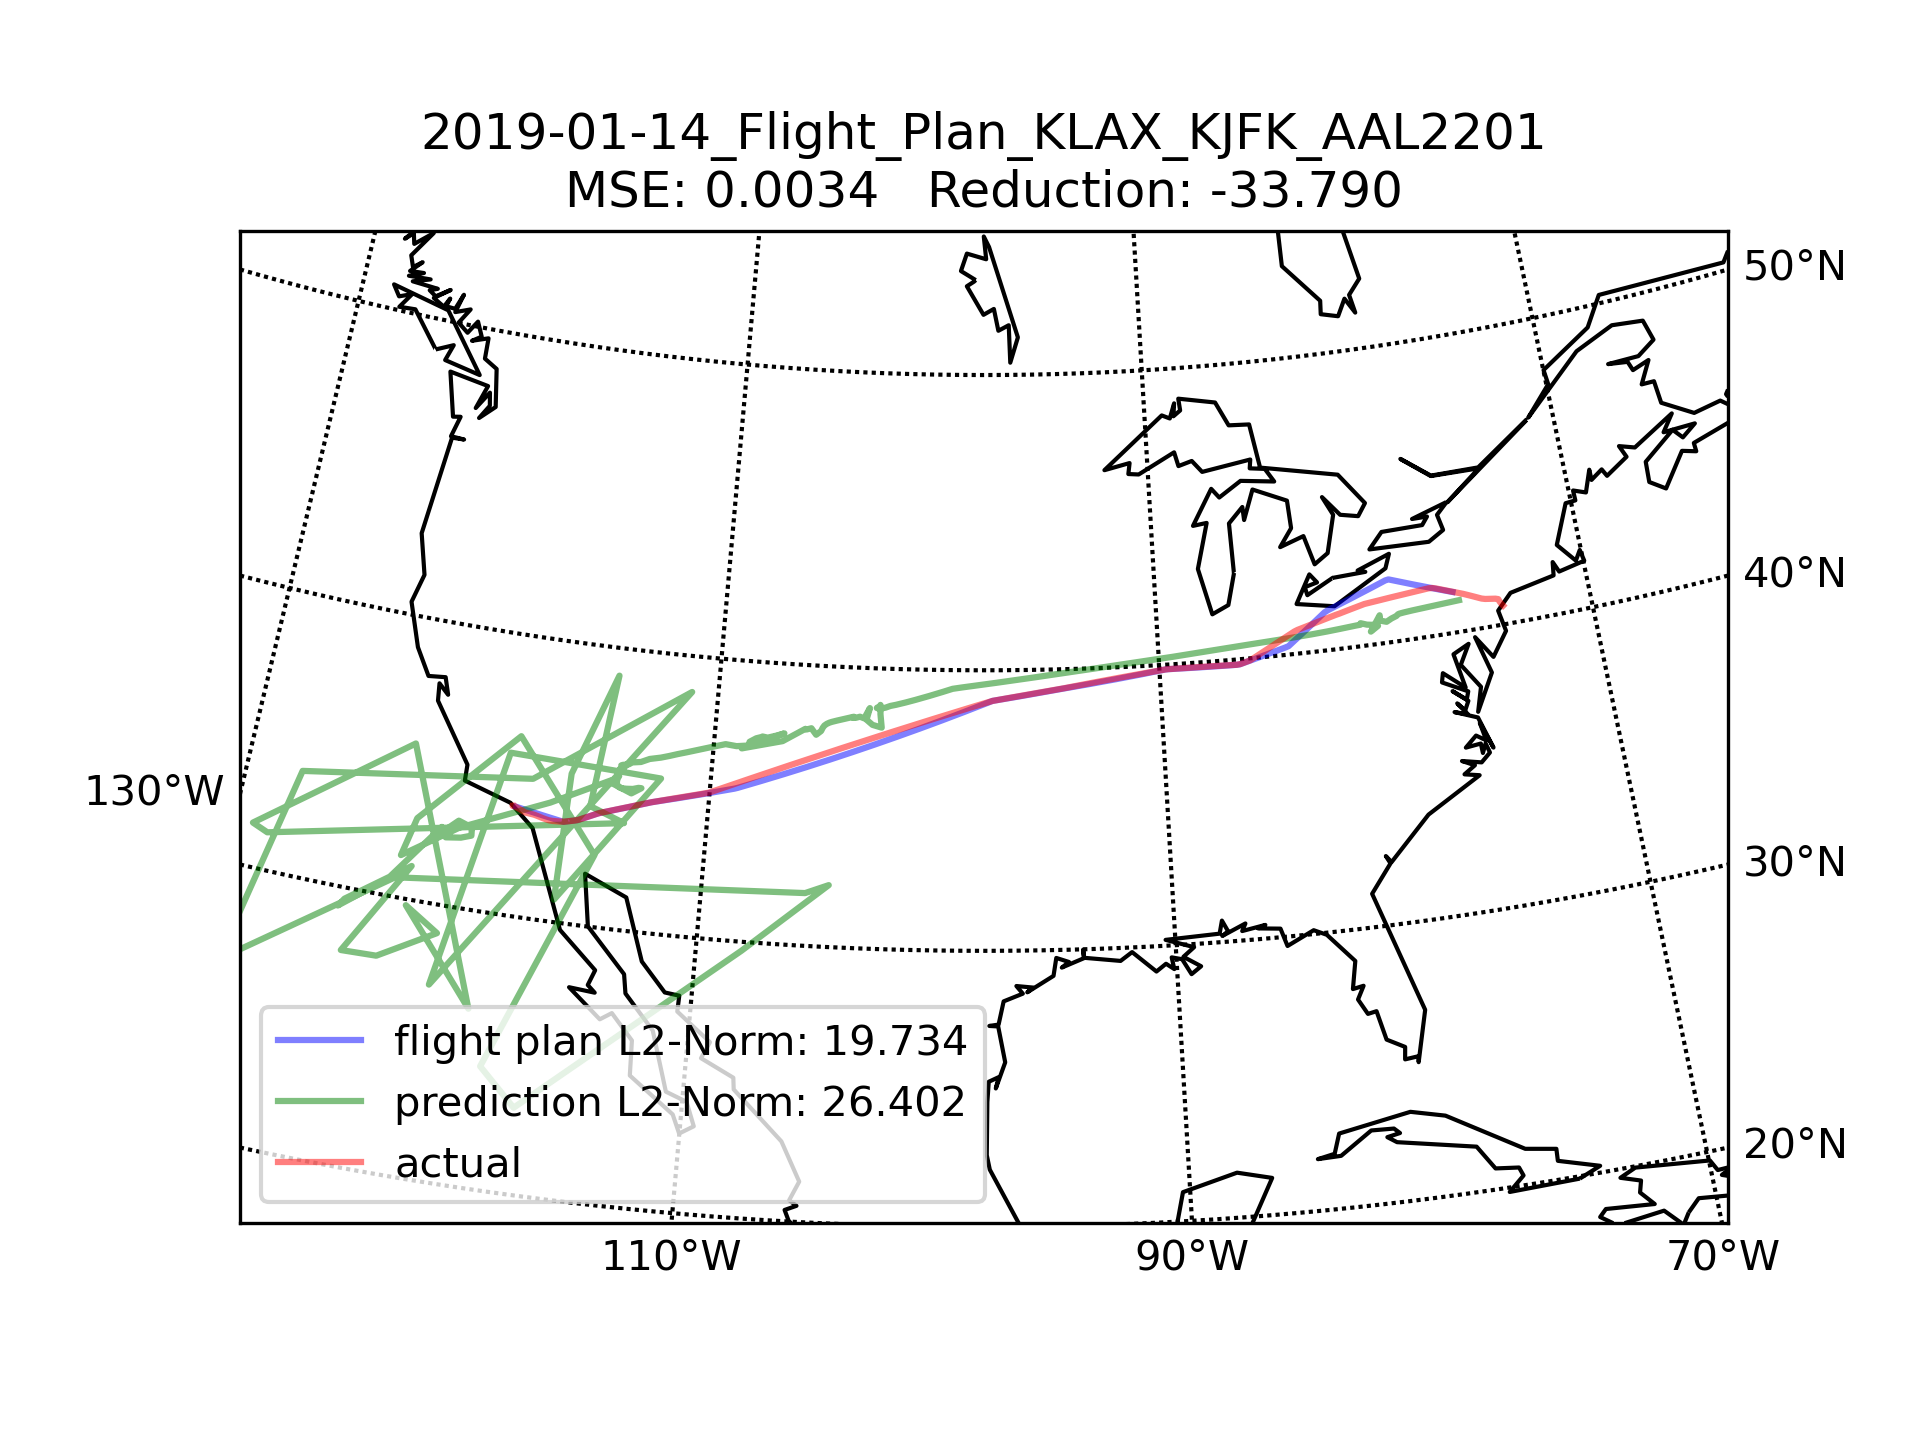 2019-01-14_Flight_Plan_KLAX_KJFK_AAL2201
MSE: 0.0034   Reduction: -33.790
50°N
40°N
130°W
30°N
flight plan L2-Norm: 19.734
prediction L2-Norm: 26.402
20°N
actual
110°W
90°W
70°W